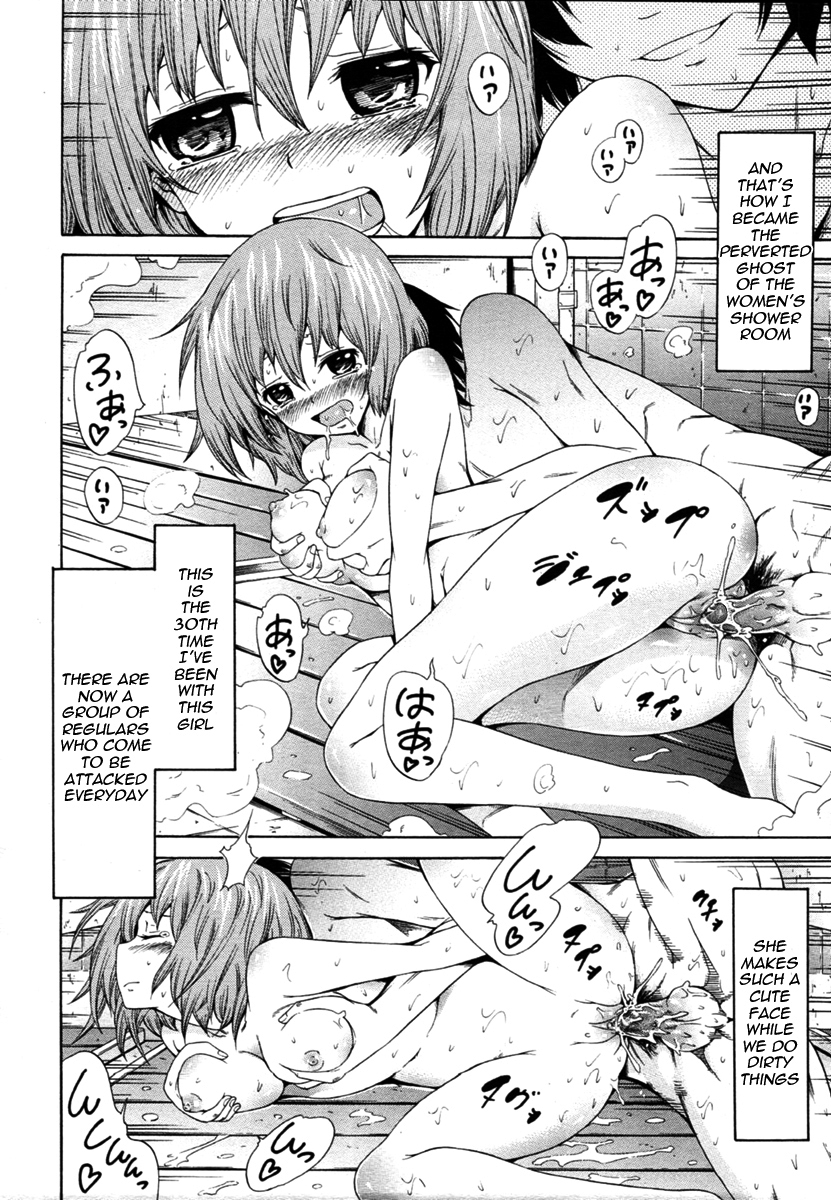 ハァ
ハァ
ハァ
AND
THAT'S
HOW I
BECAME
THE
PERVERTED
GHOST
OF THE
WOMEN'S
SHOWER
ROOM
ハァ
あっ♡
あっ♡
ハァ
ふあっ♡
ハァ
ズップ
ジュプ
THIS
IS
THE
30TH
TIME
I'VE
BEEN
WITH
THIS
GIRL
あっ♡
はあっ
THERE ARE
NOW A
GROUP OF
REGULARS
WHO COME
TO BE
ATTACKED
EVERYDAY
んんっ♡
SHE
MAKES
SUCH A
CUTE
FACE
WHILE
WE DO
DIRTY
THINGS
んんっ♡